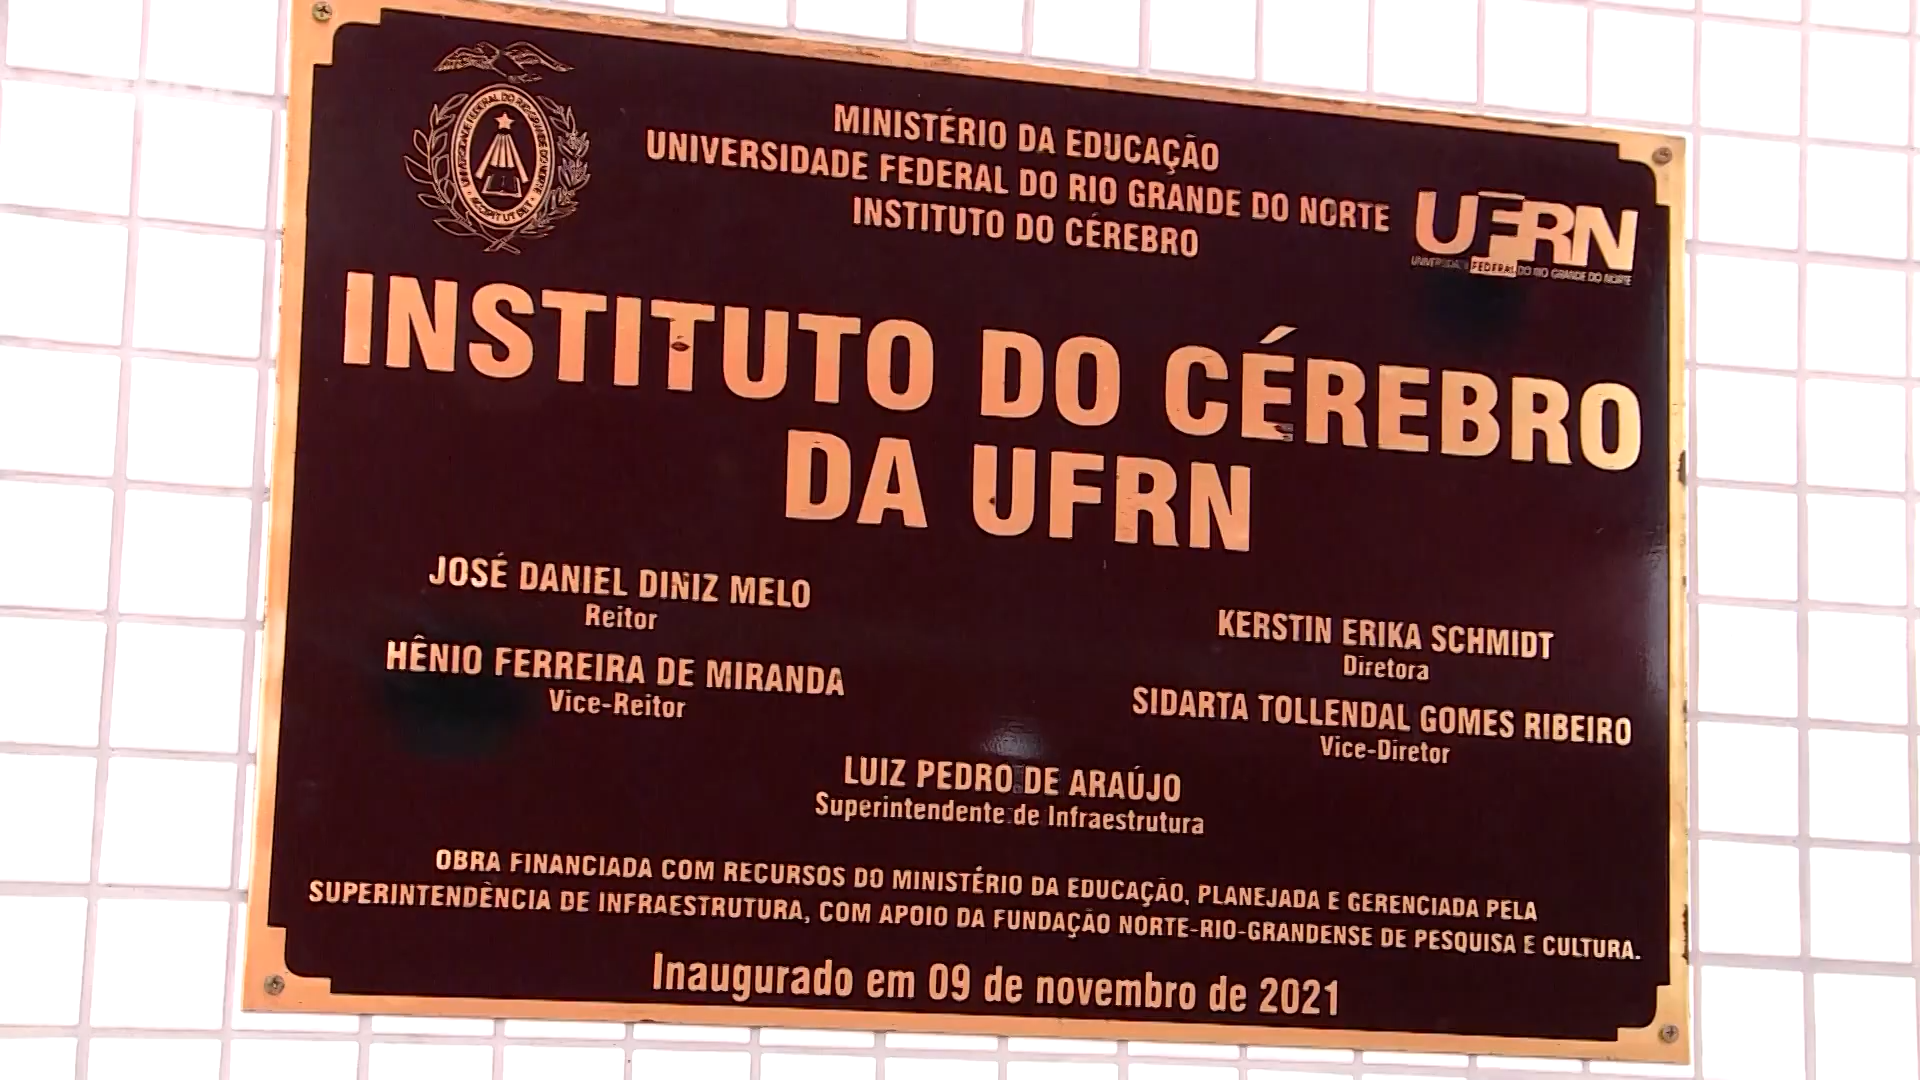 MINISTÉRIO DA EDUCAÇÃO
UNIVERSIDADE FEDERAL DO RIO GRANDE DO NORTE
INSTITUTO DO CÉREBRO
UFRN
UNIVERSIDADE FEDERAL DO RIO GRANDE DO NORTE
INSTITUTO DO CÉREBRO
DA UFRN
JOSÉ DANIEL DINIZ MELO
Reitor
HÊNIO FERREIRA DE MIRANDA
Vice-Reitor
KERSTIN ERIKA SCHMIDT
Diretora
SIDARTA TOLLENDAL GOMES RIBEIRO
Vice-Diretor
LUIZ PEDRO DE ARAÚJO
Superintendente de Infraestrutura
OBRA FINANCIADA COM RECURSOS DO MINISTÉRIO DA EDUCAÇÃO, PLANEJADA E GERENCIADA PELA
SUPERINTENDÊNCIA DE INFRAESTRUTURA, COM APOIO DA FUNDAÇÃO NORTE-RIO-GRANDENSE DE PESQUISA E CULTURA.
Inaugurado em 09 de novembro de 2021